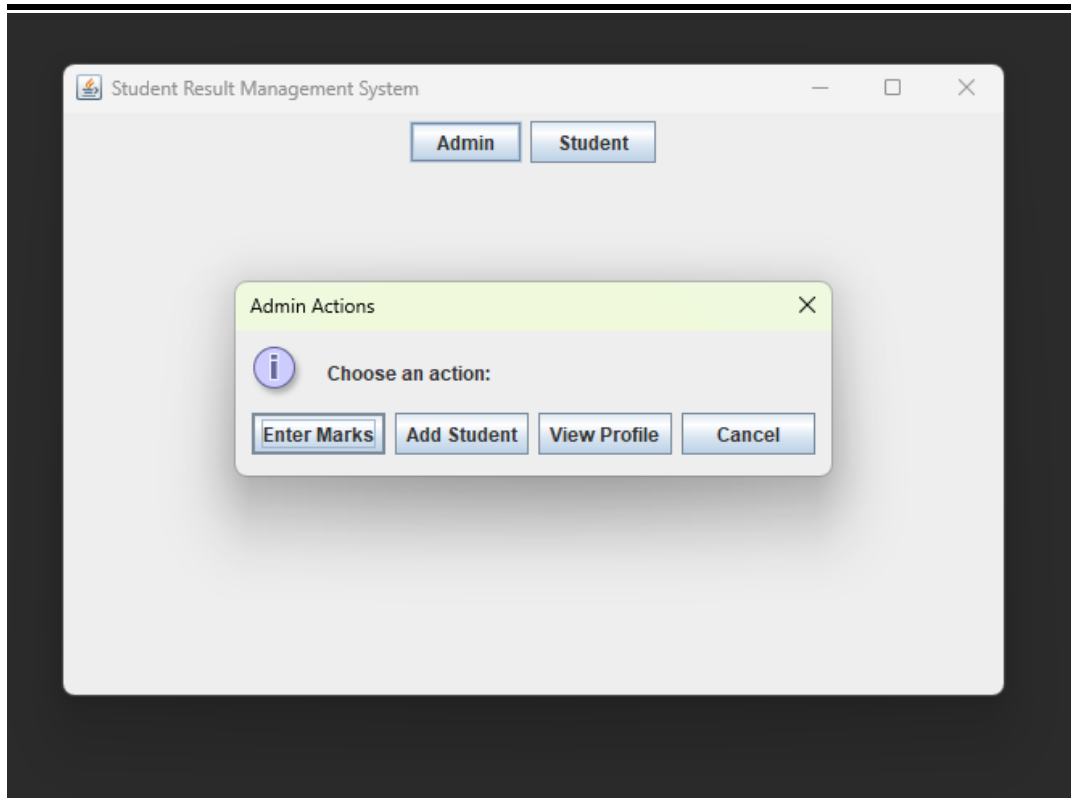 Student Result Management System
Admin Student
Admin Actions
i
Choose an action:
Enter Marks Add Student View Profile Cancel